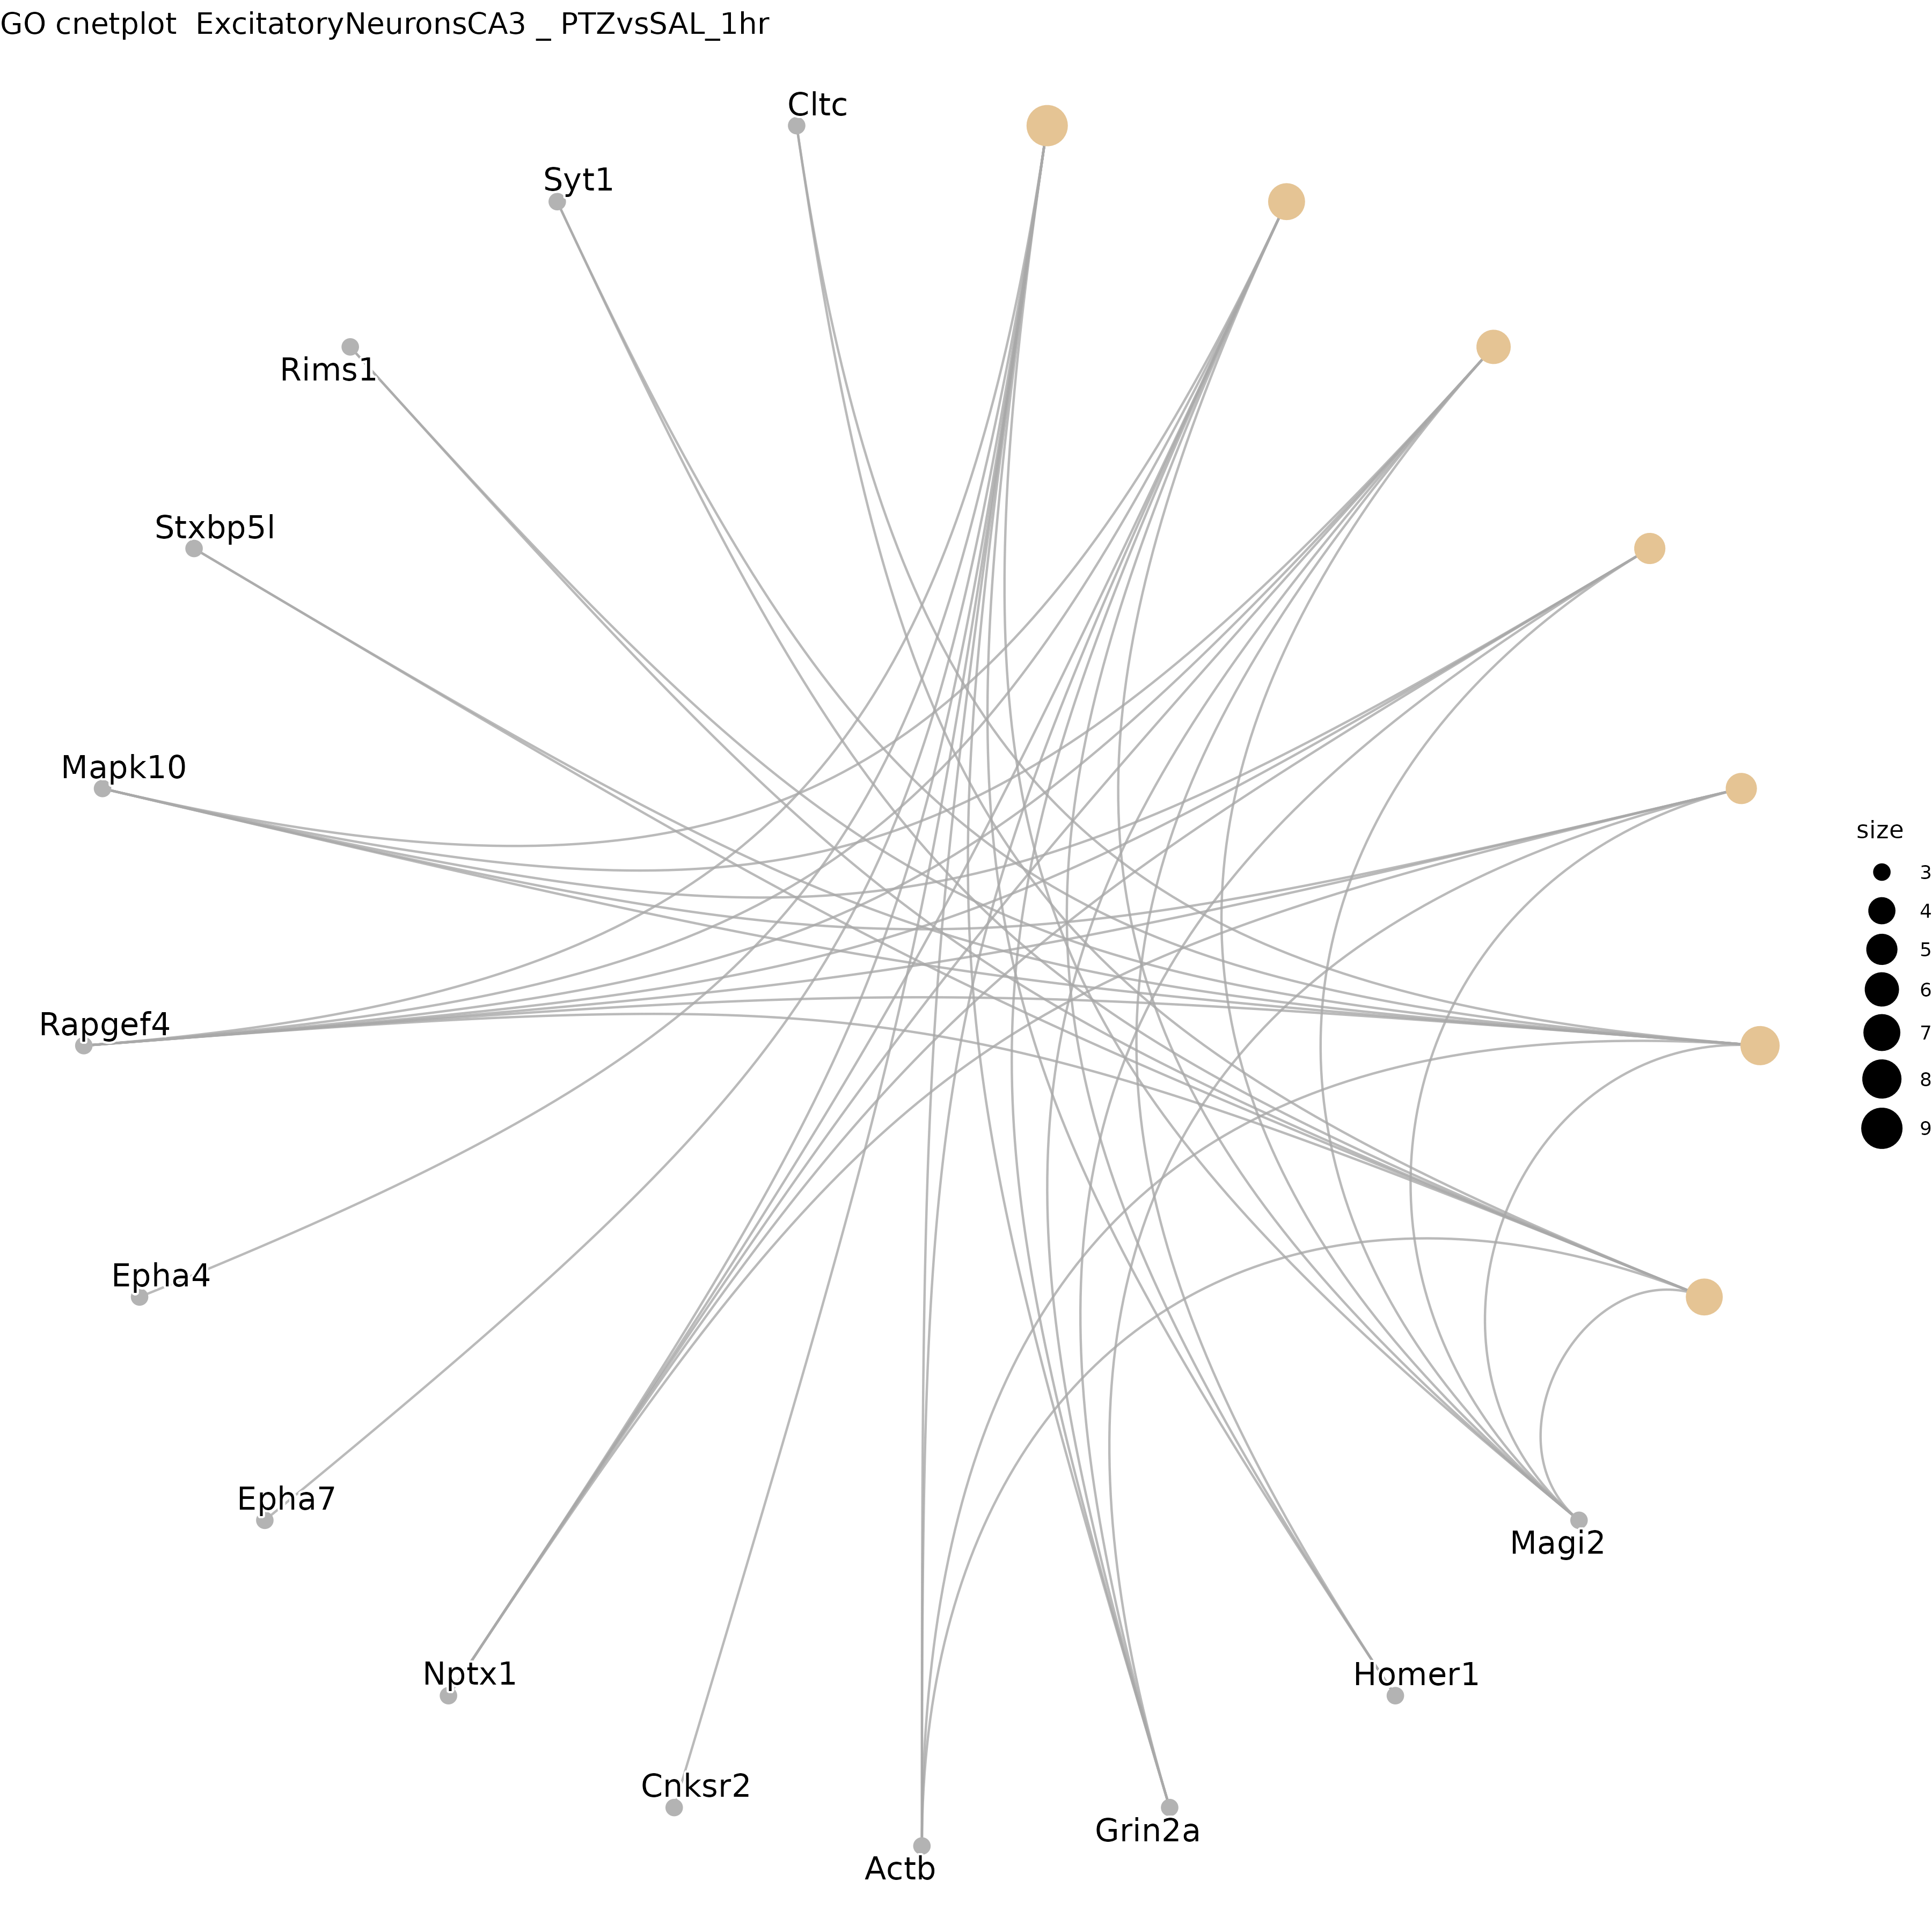 GO cnetplot  ExcitatoryNeuronsCA3 _ PTZvsSAL_1hr
Cltc
Syt1
Rims1
Stxbp5l
Mapk10
size
3
4
5
6
7
8
9
Rapgef4
Epha4
Epha7
Magi2
Nptx1
Homer1
Cnksr2
Grin2a
Actb